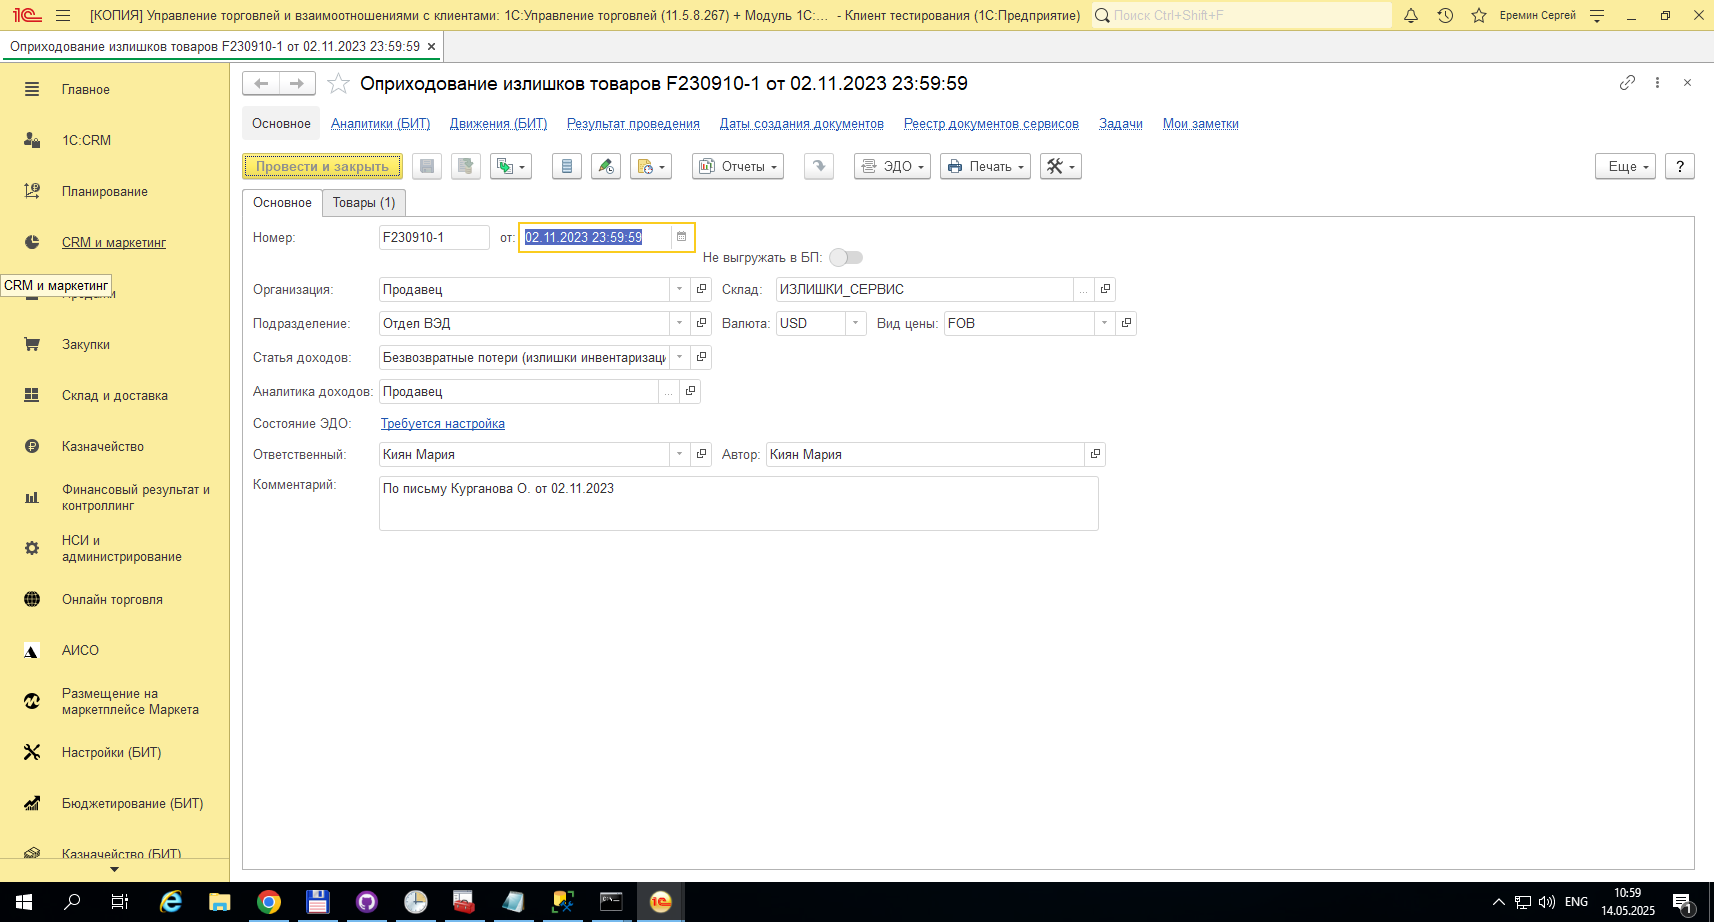 [КОПИЯ] Управление торговлей и взаимоотношениями с клиентами: 1С:Управление торговлей (11.5.8.267) + Модуль 1С:... - Клиент тестирования (1С:Предприятие)
Поиск Ctrl+Shift+F
Еремин Сергей
Оприходование излишков товаров F230910-1 от 02.11.2023 23:59:59
Главное
1С:CRM
Планирование
CRM и маркетинг
CRM и маркетинг
Закупки
Склад и доставка
Казначейство
Финансовый результат и
контроллинг
НСИ и
администрирование
Онлайн торговля
АИСО
Размещение на
маркетплейсе Маркета
Настройки (БИТ)
Бюджетирование (БИТ)
Казначейство (БИТ)
Оприходование излишков товаров F230910-1 от 02.11.2023 23:59:59
Основное Аналитики (БИТ) Движения (БИТ) Результат проведения Даты создания документов Реестр документов сервисов Задачи Мои заметки
Провести и закрыть Отчеты ЭДО Печать Еще ?
Основное Товары (1)
Номер: F230910-1 от: 02.11.2023 23:59:59
Не выгружать в БП:
Организация: Продавец Склад: ИЗЛИШКИ_СЕРВИС
Подразделение: Отдел ВЭД Валюта: USD Вид цены: FOB
Статья доходов: Безвозвратные потери (излишки инвентаризаци
Аналитика доходов: Продавец
Состояние ЭДО: Требуется настройка
Ответственный: Киян Мария Автор: Киян Мария
Комментарий: По письму Курганова О. от 02.11.2023
ENG
10:59
14.05.2025
1